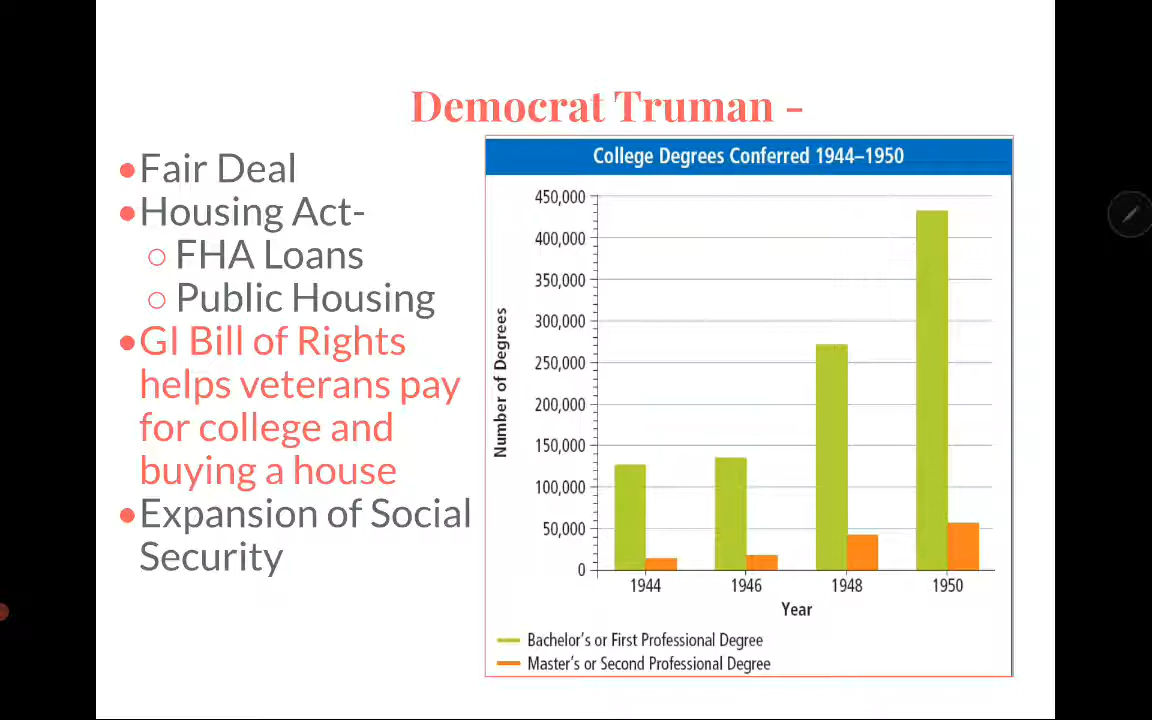 Democrat Truman -
•Fair Deal
•Housing Act-
○ FHA Loans
○ Public Housing
•GI Bill of Rights
helps veterans pay
for college and
buying a house
•Expansion of Social
Security
College Degrees Conferred 1944–1950
Number of Degrees
450,000
400,000
350,000
300,000
250,000
200,000
150,000
100,000
50,000
0
1944 1946 1948 1950
Year
Bachelor's or First Professional Degree
Master's or Second Professional Degree